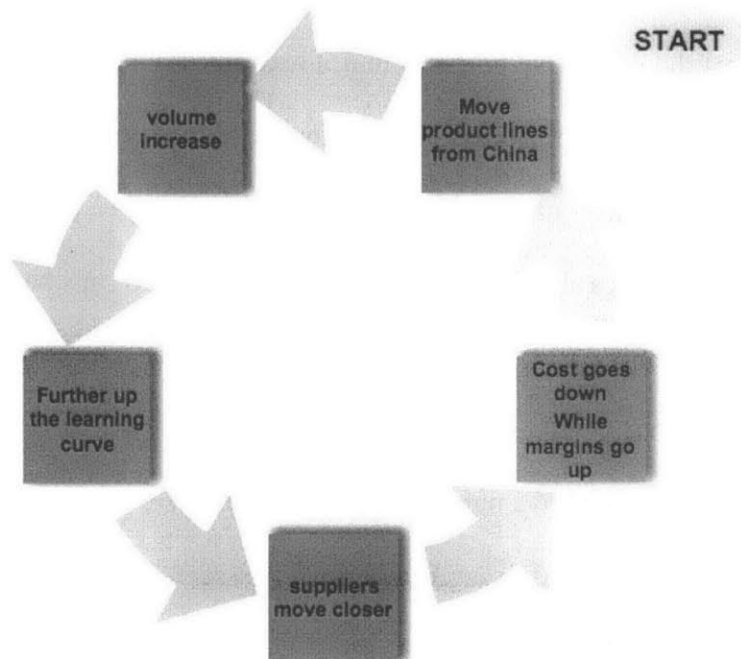 START
Move
product lines
from China
volume
increase
Further up
the learning
curve
suppliers
move closer
Cost goes
down
While
margins go
up